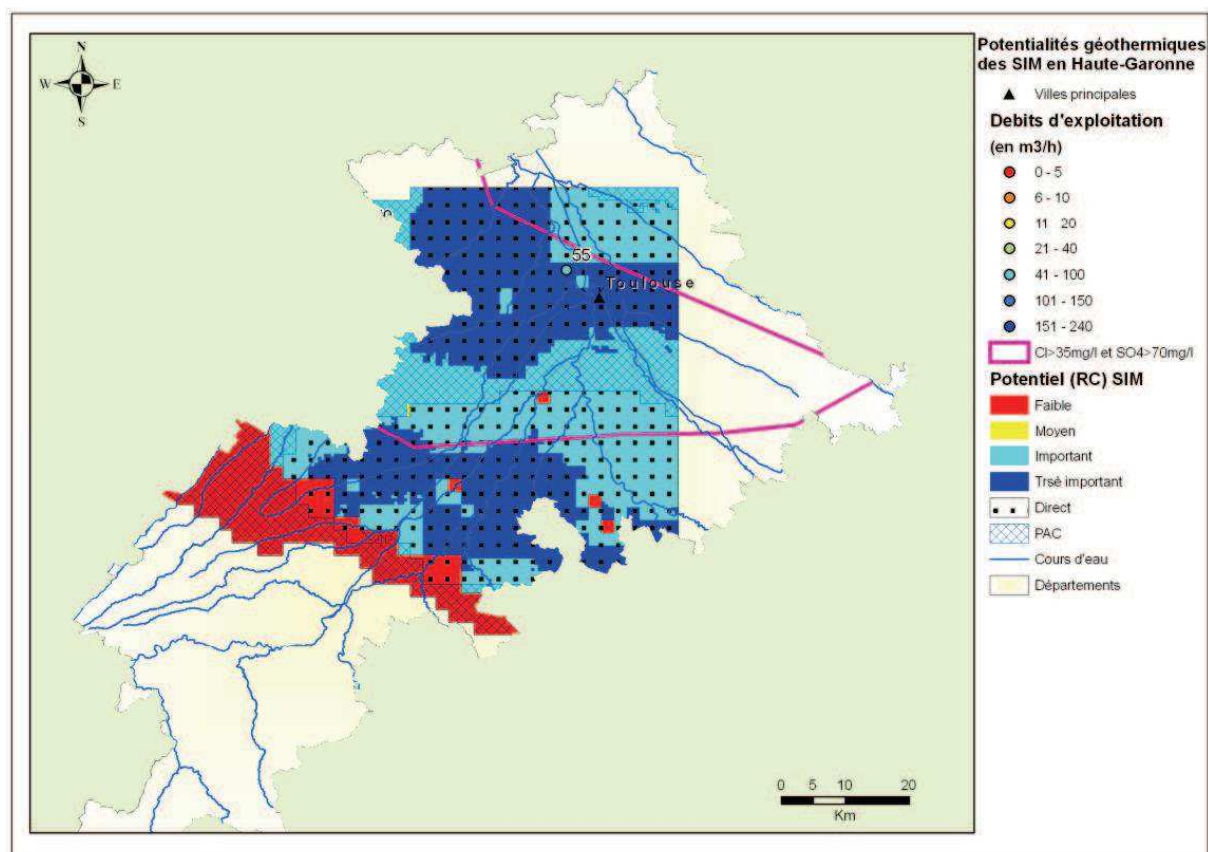 Potentialités géothermiques
des SIM en Haute-Garonne
Villes principales
Debits d'exploitation
(en m3/h)
0 - 5
6 - 10
11 20
21 - 40
41 - 100
101 - 150
151 - 240
Cl>35mg/l et SO4>70mg/l
Potentiel (RC) SIM
Faible
Moyen
Important
Trsé important
Direct
PAC
Cours d'eau
Départements
N
W E
S
55
Toulouse
0 5 10 20
Km